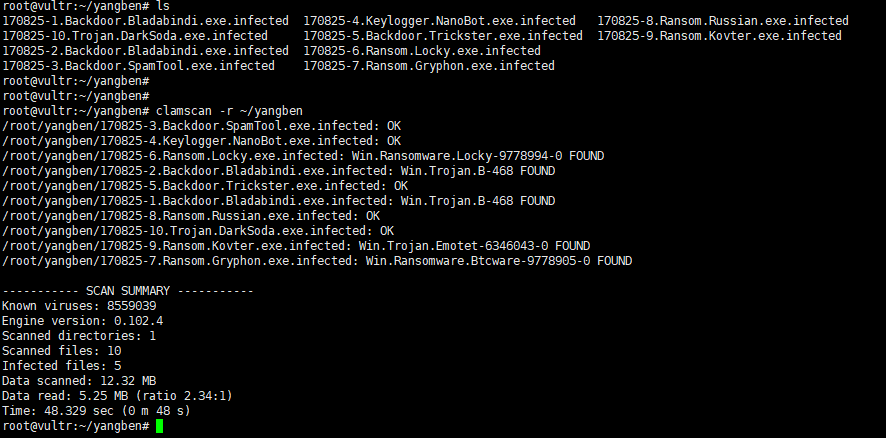 root@vultr:~/yangben# ls
170825-1.Backdoor.Bladabindi.exe.infected  170825-4.Keylogger.NanoBot.exe.infected   170825-8.Ransom.Russian.exe.infected
170825-10.Trojan.DarkSoda.exe.infected     170825-5.Backdoor.Trickster.exe.infected  170825-9.Ransom.Kovter.exe.infected
170825-2.Backdoor.Bladabindi.exe.infected  170825-6.Ransom.Locky.exe.infected
170825-3.Backdoor.SpamTool.exe.infected    170825-7.Ransom.Gryphon.exe.infected
root@vultr:~/yangben#
root@vultr:~/yangben#
root@vultr:~/yangben# clamscan -r ~/yangben
/root/yangben/170825-3.Backdoor.SpamTool.exe.infected: OK
/root/yangben/170825-4.Keylogger.NanoBot.exe.infected: OK
/root/yangben/170825-6.Ransom.Locky.exe.infected: Win.Ransomware.Locky-9778994-0 FOUND
/root/yangben/170825-2.Backdoor.Bladabindi.exe.infected: Win.Trojan.B-468 FOUND
/root/yangben/170825-5.Backdoor.Trickster.exe.infected: OK
/root/yangben/170825-1.Backdoor.Bladabindi.exe.infected: Win.Trojan.B-468 FOUND
/root/yangben/170825-8.Ransom.Russian.exe.infected: OK
/root/yangben/170825-10.Trojan.DarkSoda.exe.infected: OK
/root/yangben/170825-9.Ransom.Kovter.exe.infected: Win.Trojan.Emotet-6346043-0 FOUND
/root/yangben/170825-7.Ransom.Gryphon.exe.infected: Win.Ransomware.Btcware-9778905-0 FOUND
----------- SCAN SUMMARY -----------
Known viruses: 8559039
Engine version: 0.102.4
Scanned directories: 1
Scanned files: 10
Infected files: 5
Data scanned: 12.32 MB
Data read: 5.25 MB (ratio 2.34:1)
Time: 48.329 sec (0 m 48 s)
root@vultr:~/yangben#